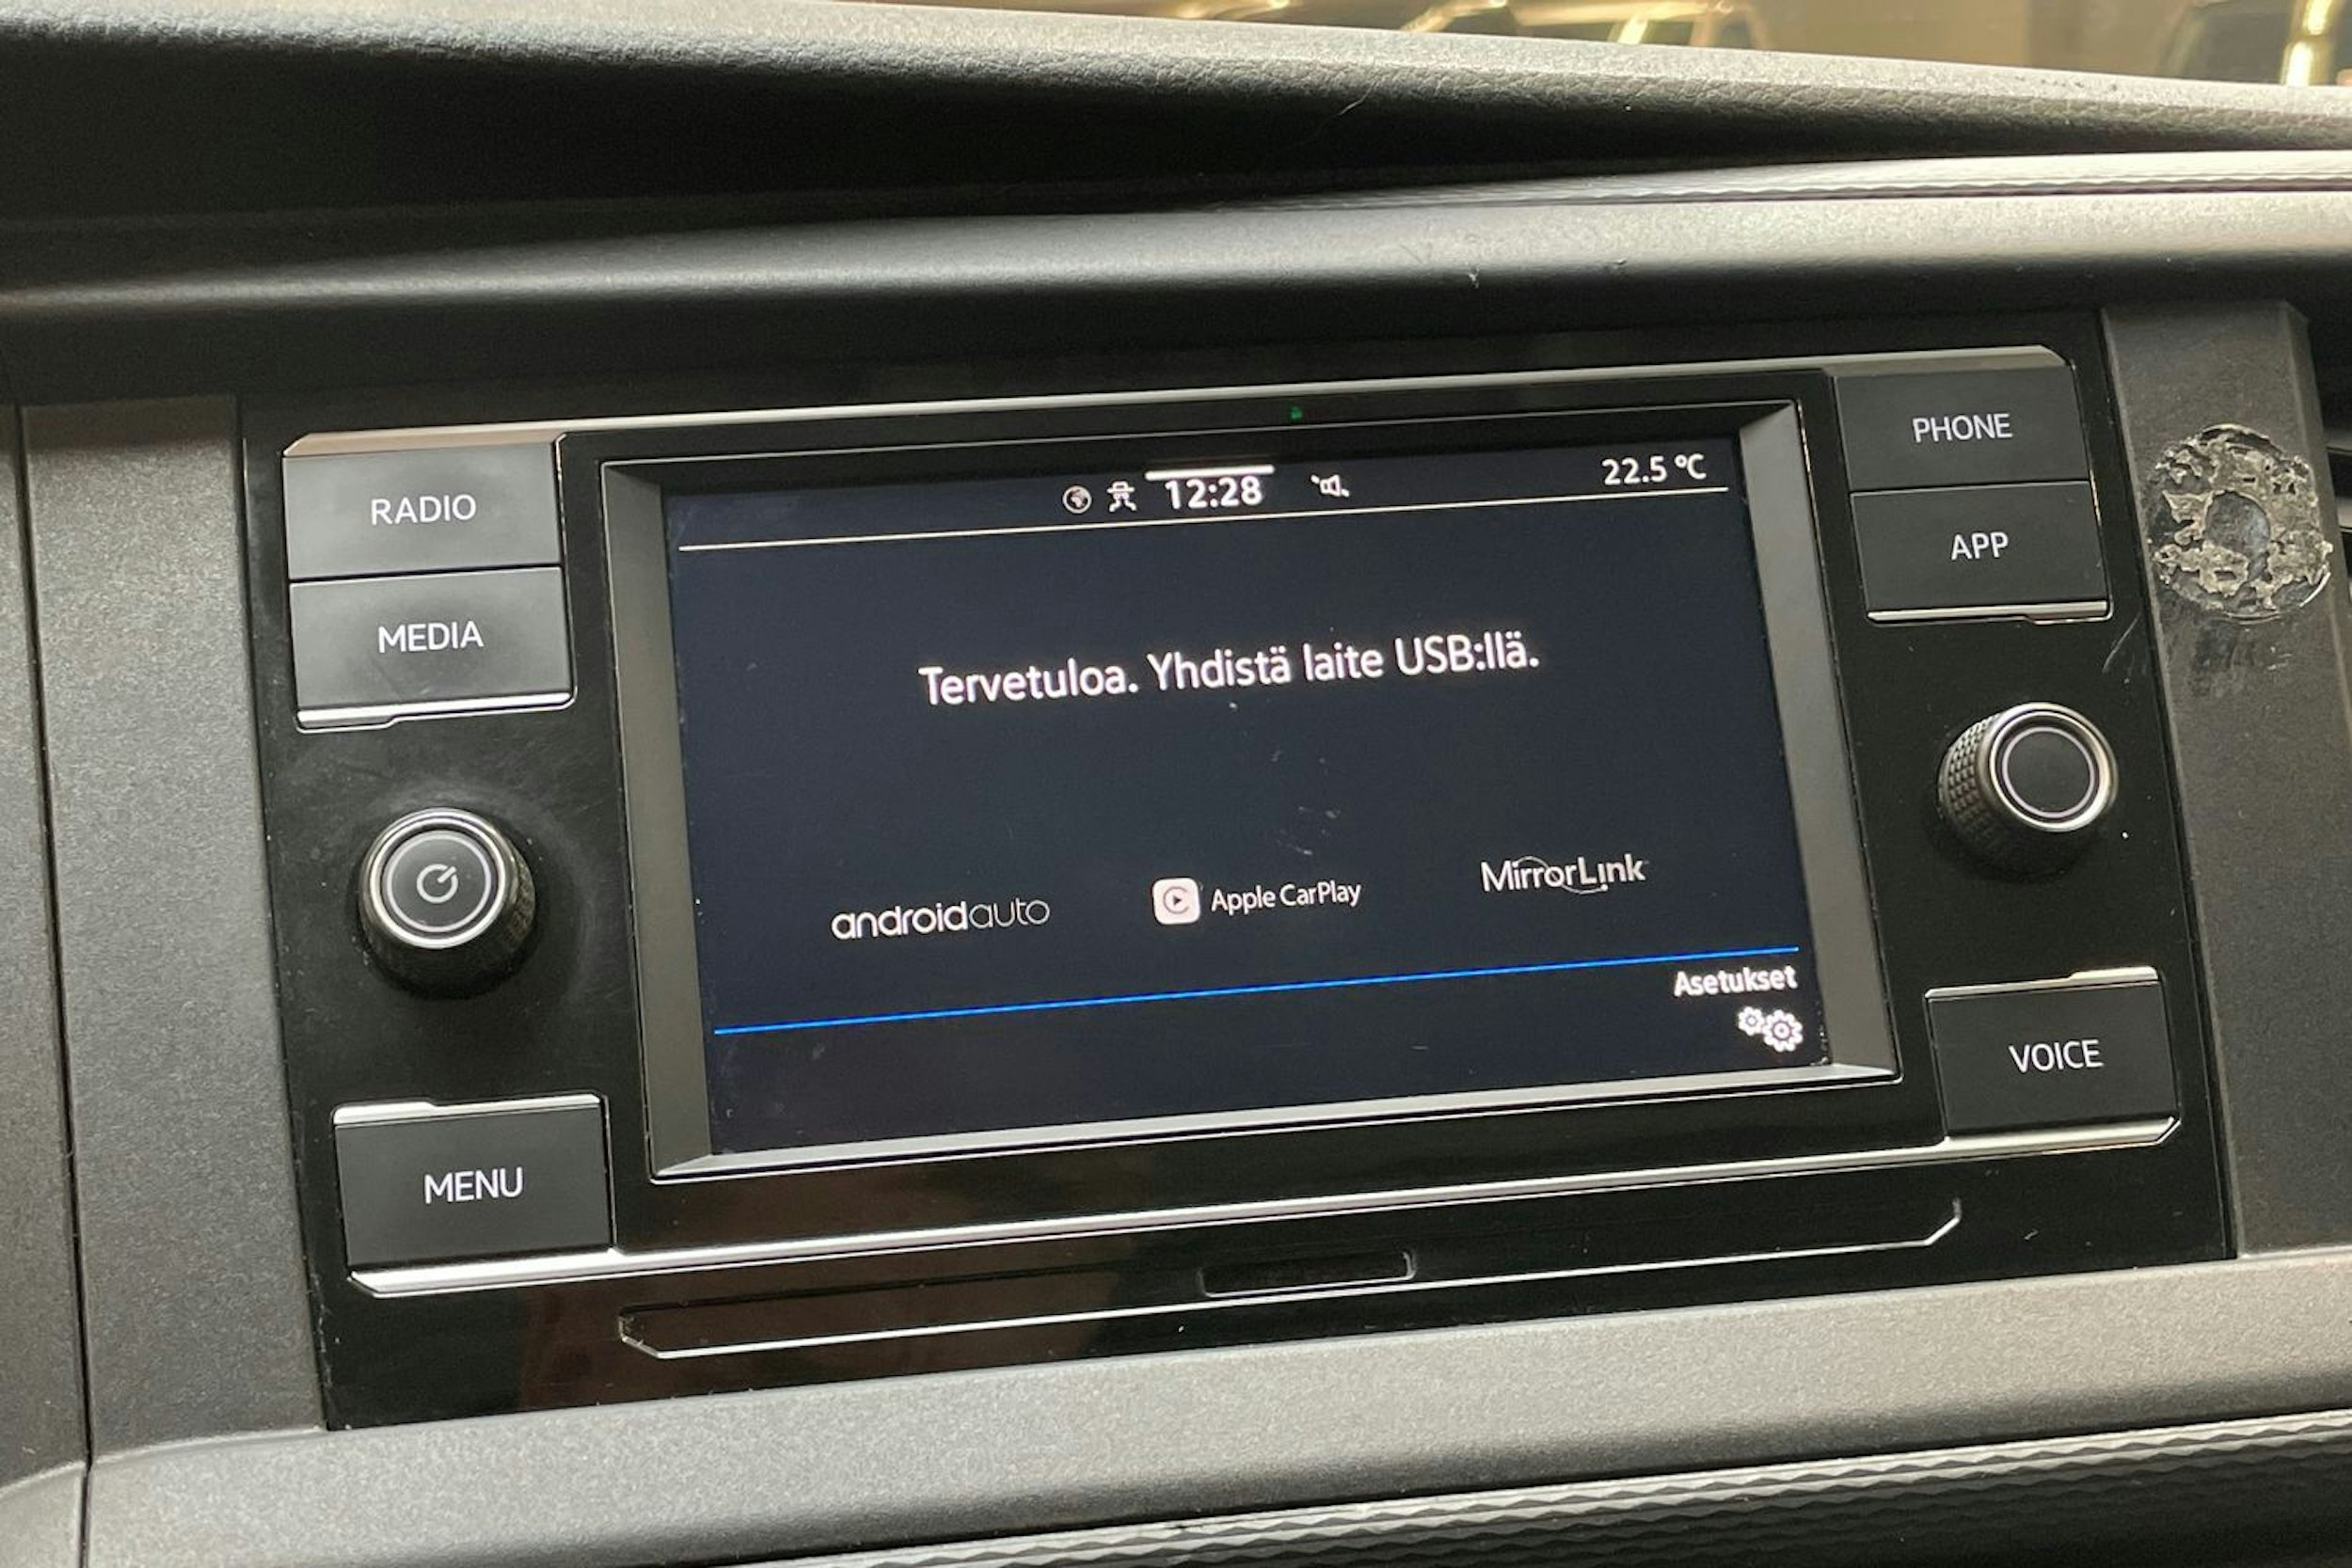 RADIO
MEDIA
MENU
12:28
22.5 °C
Tervetuloa. Yhdistä laite USB:llä.
androidauto
Apple CarPlay
MirrorLink
Asetukset
PHONE
APP
VOICE